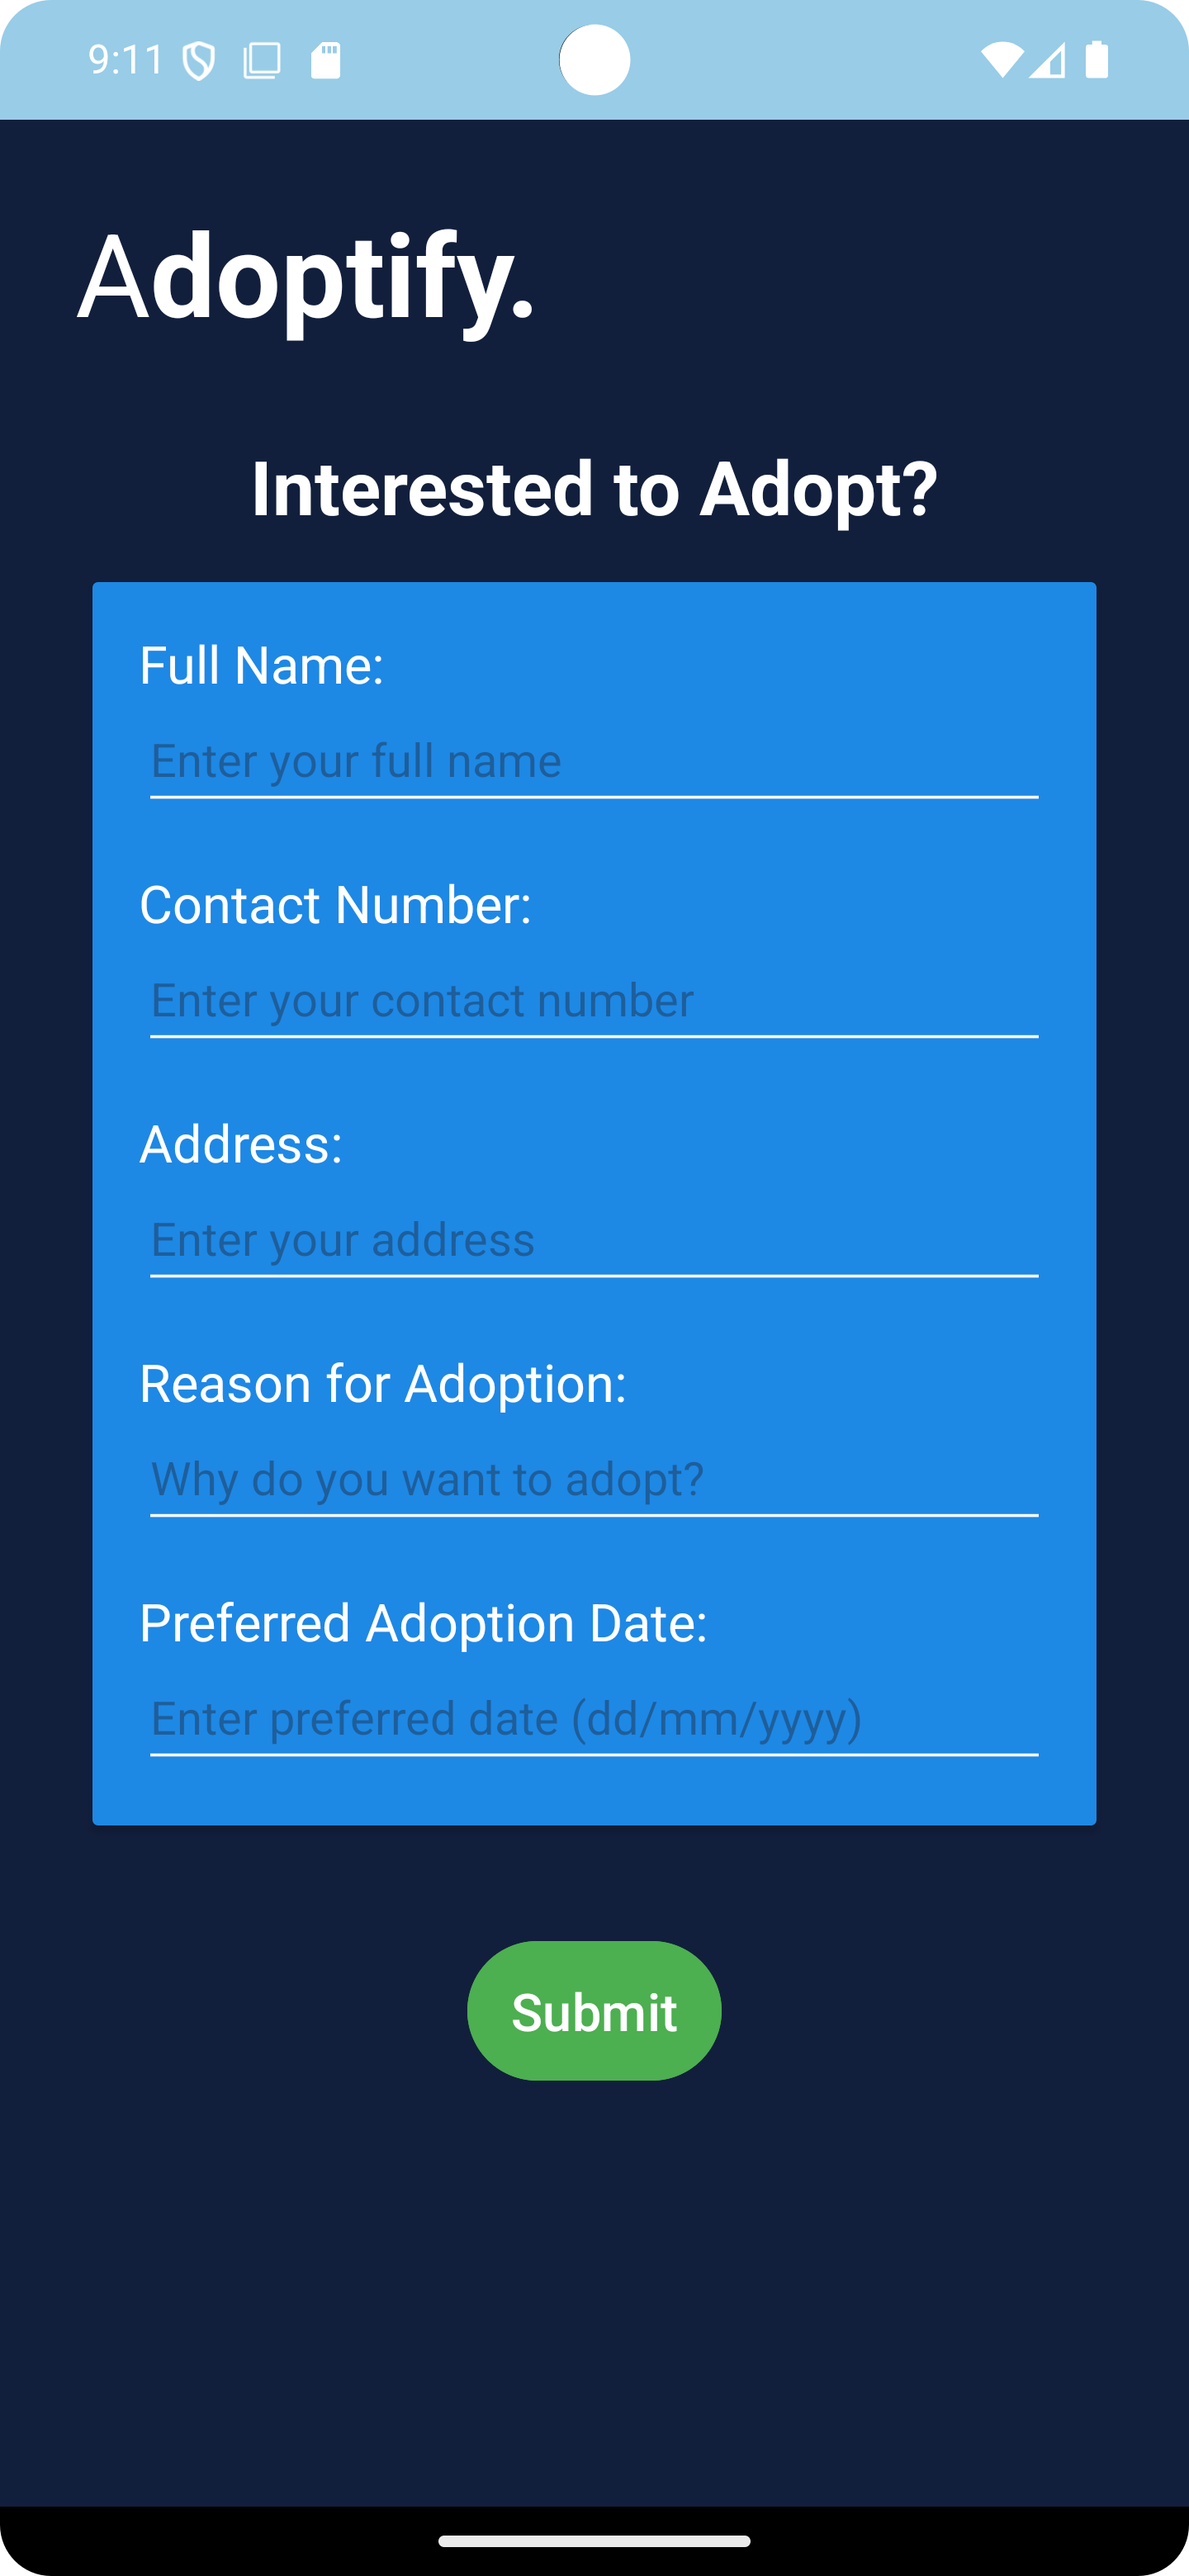 9:11
Adoptify.
Interested to Adopt?
Full Name:
Enter your full name
Contact Number:
Enter your contact number
Address:
Enter your address
Reason for Adoption:
Why do you want to adopt?
Preferred Adoption Date:
Enter preferred date (dd/mm/yyyy)
Submit